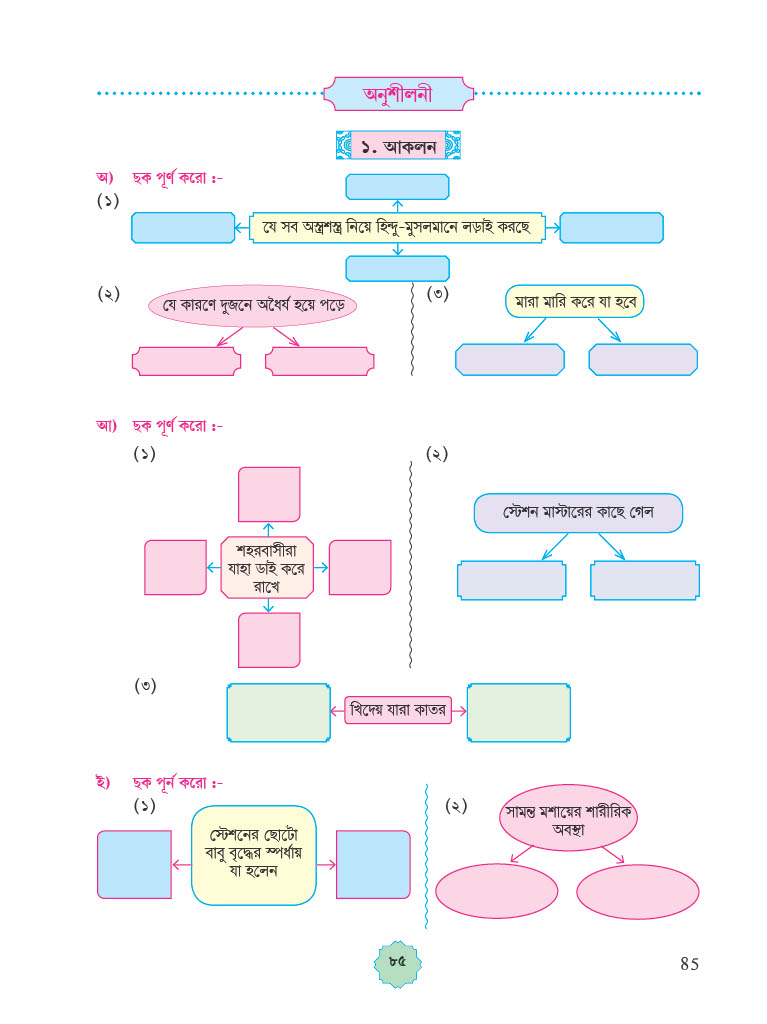 অনুশীলনী
১. আকলন
অ) ছক পূর্ণ করো :-
(১)
যে সব অস্ত্রশস্ত্র নিয়ে হিন্দু-মুসলমানে লড়াই করছে
(২)
যে কারণে দুজনে অধৈর্য হয়ে পড়ে
(৩)
মারা মারি করে যা হবে
আ) ছক পূর্ণ করো :-
(১)
শহরবাসীরা
যাহা ডাই করে
রাখে
(২)
স্টেশন মাস্টারের কাছে গেল
(৩)
খিদেয় যারা কাতর
ই) ছক পূর্ন করো :-
(১)
স্টেশনের ছোটো
বাবু বৃদ্ধের স্পর্ধায়
যা হলেন
(২)
সামন্ত মশায়ের শারীরিক
অবস্থা
৮৫
85